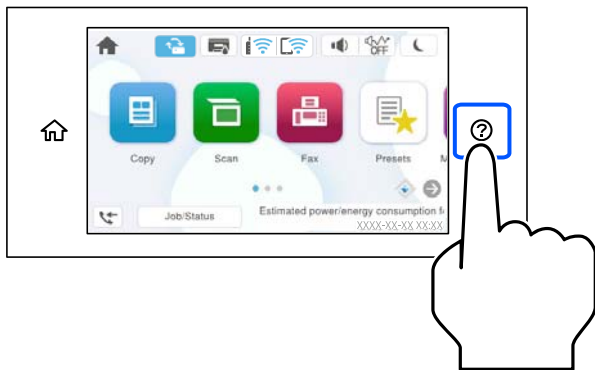 OFF
?
Copy
Scan
Fax
Presets
M
Job/Status
Estimated power/energy consumption f
XXXX-XX-XX XX:XX